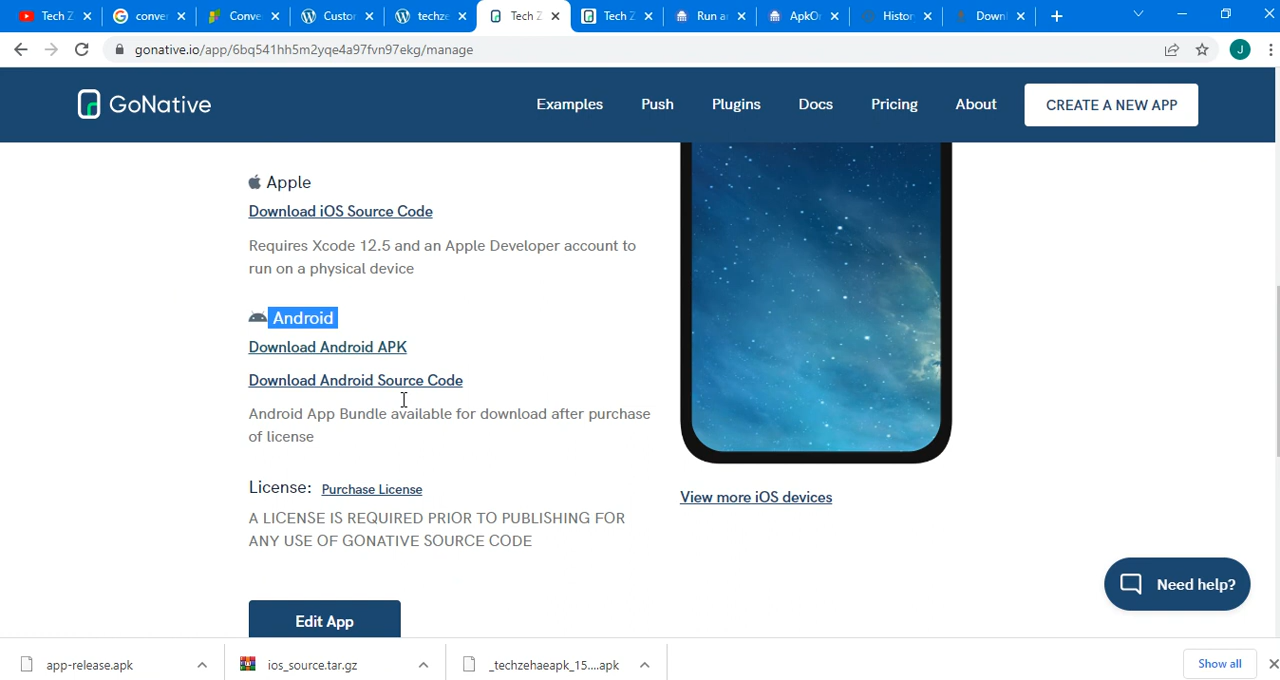 Tech Z
conve
Conve
Custo
techze
Tech Z
Tech Z
Run a
ApkO
Histor
Down
gonative.io/app/6bq541hh5m2yqe4a97fvn97ekg/manage
J
GoNative
Examples
Push
Plugins
Docs
Pricing
About
CREATE A NEW APP
Apple
Download iOS Source Code
Requires Xcode 12.5 and an Apple Developer account to
run on a physical device
Android
Download Android APK
Download Android Source Code
Android App Bundle available for download after purchase
of license
License: Purchase License
A LICENSE IS REQUIRED PRIOR TO PUBLISHING FOR
ANY USE OF GONATIVE SOURCE CODE
Edit App
View more iOS devices
Need help?
app-release.apk
ios_source.tar.gz
_techzehaeapk_15....apk
Show all